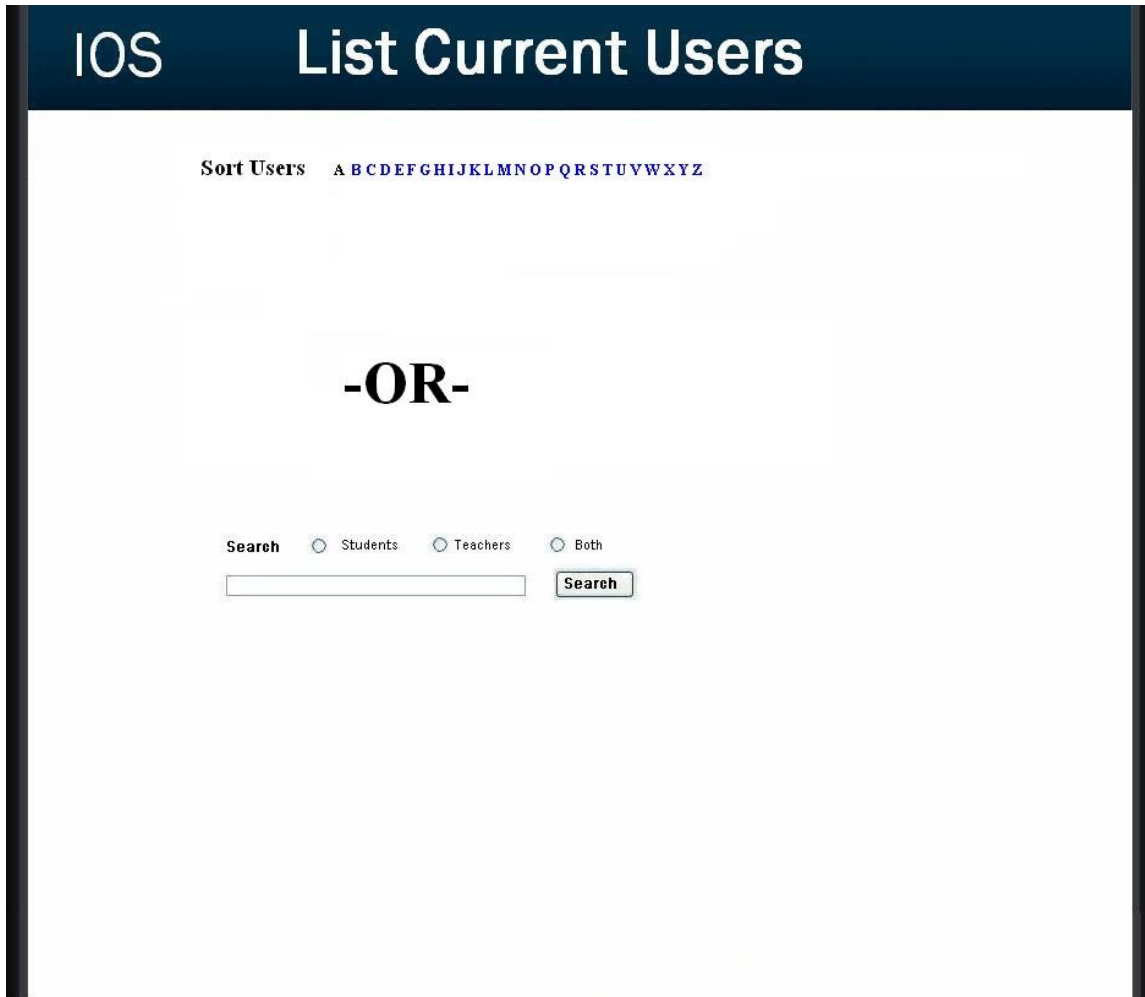 IOS List Current Users
Sort Users A B C D E F G H I J K L M N O P Q R S T U V W X Y Z
-OR-
Search Students Teachers Both
Search